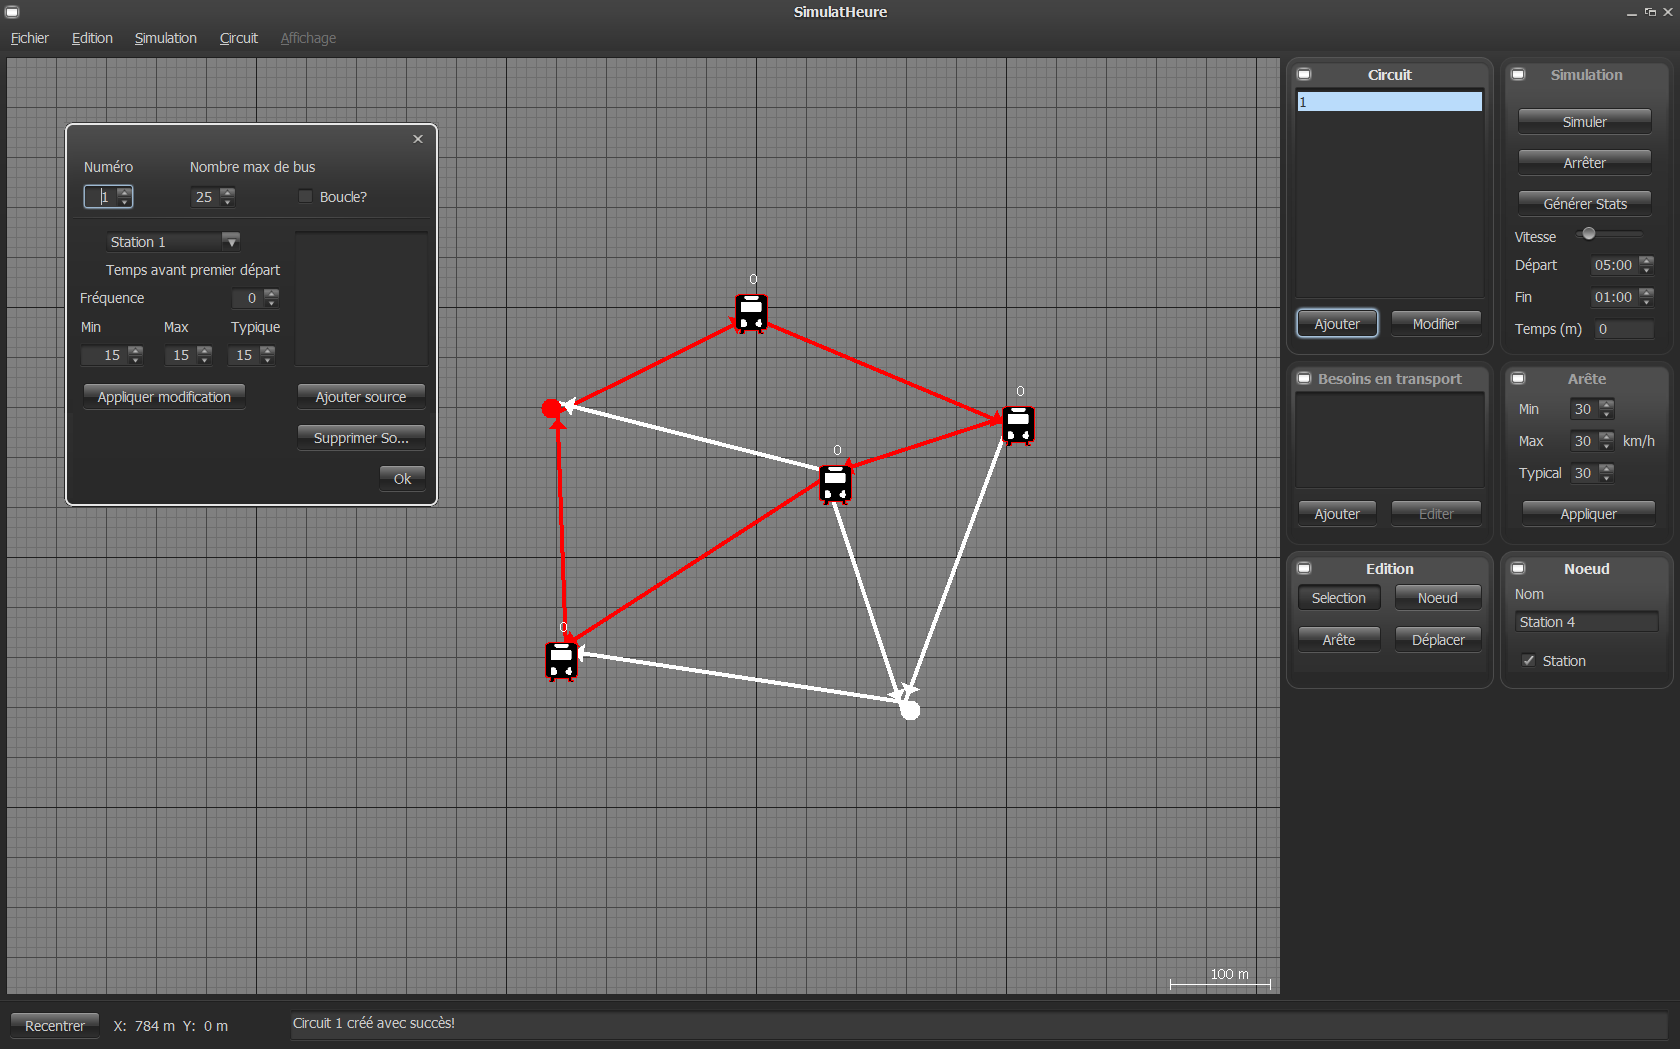 SimulatHeure
Fichier Edition Simulation Circuit Affichage
Numéro Nombre max de bus
1 25 Boucle?
Station 1
Temps avant premier départ
Fréquence 0
Min Max Typique
15 15 15
Appliquer modification Ajouter source
Supprimer So...
Ok
0
0
0
0
100 m
Circuit
1
Ajouter Modifier
Simulation
Simuler
Arrêter
Générer Stats
Vitesse
Départ 05:00
Fin 01:00
Temps (m) 0
Besoins en transport
Ajouter Editer
Arête
Min 30
Max 30 km/h
Typical 30
Appliquer
Edition
Selection Noeud
Arête Déplacer
Noeud
Nom
Station 4
Station
Recentrer X: 784 m Y: 0 m Circuit 1 créé avec succès!